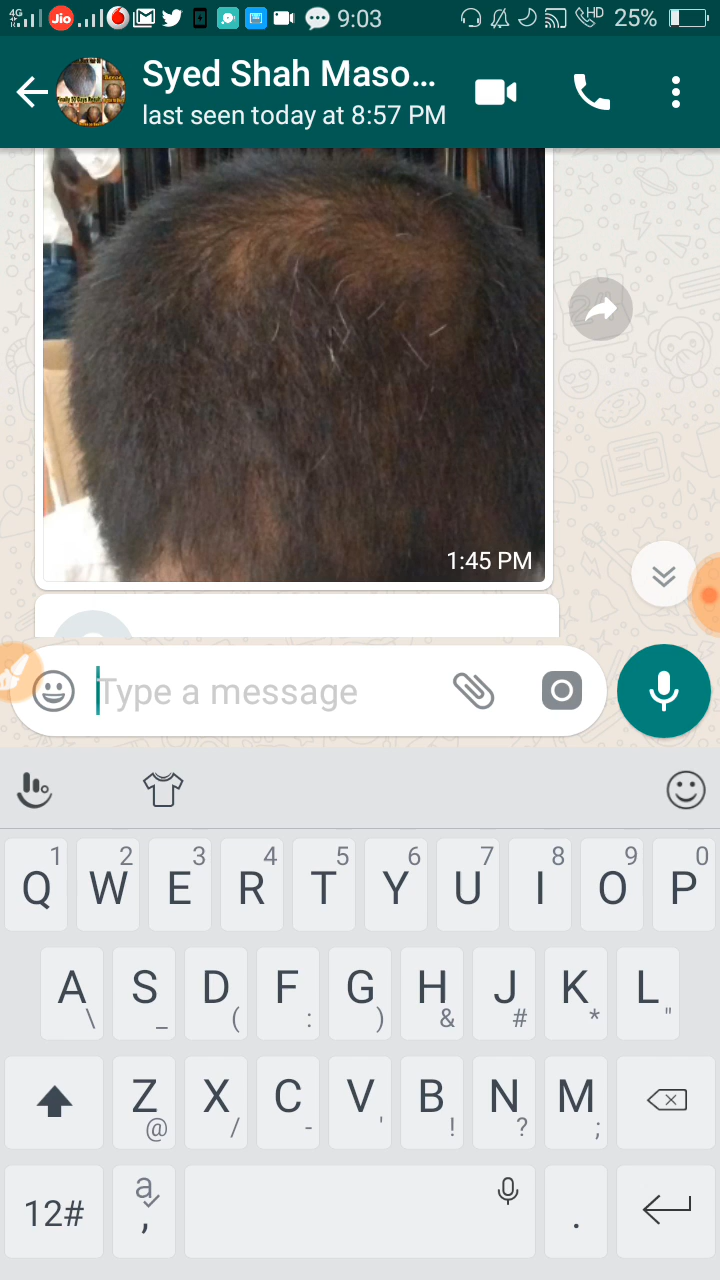 4G
Jio
9:03
HD
25%
Syed Shah Maso...
last seen today at 8:57 PM
1:45 PM
Type a message
1 2 3 4 5 6 7 8 9 0
Q W E R T Y U I O P
A S D F G H J K L
\ _ ( : ) & # * "
Z X C V B N M
@ / - ' ! ? ;
12# a , .